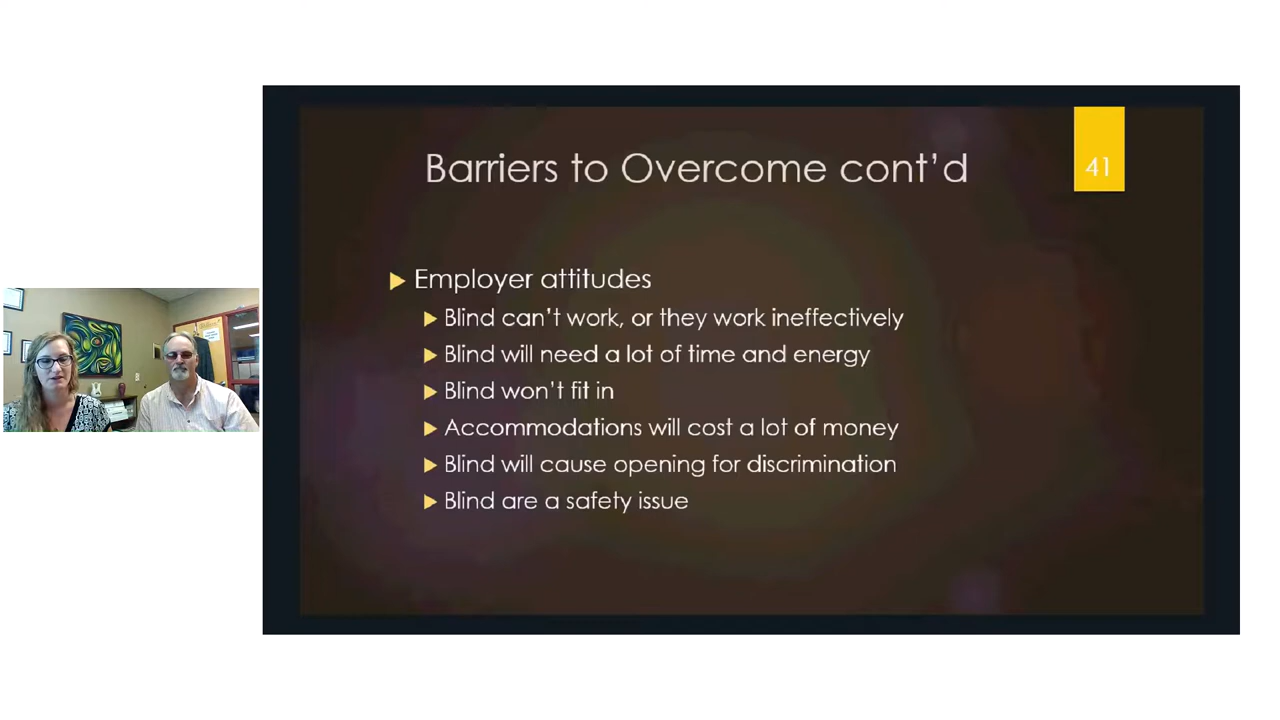 Barriers to Overcome cont’d
41
Employer attitudes
Blind can’t work, or they work ineffectively
Blind will need a lot of time and energy
Blind won’t fit in
Accommodations will cost a lot of money
Blind will cause opening for discrimination
Blind are a safety issue